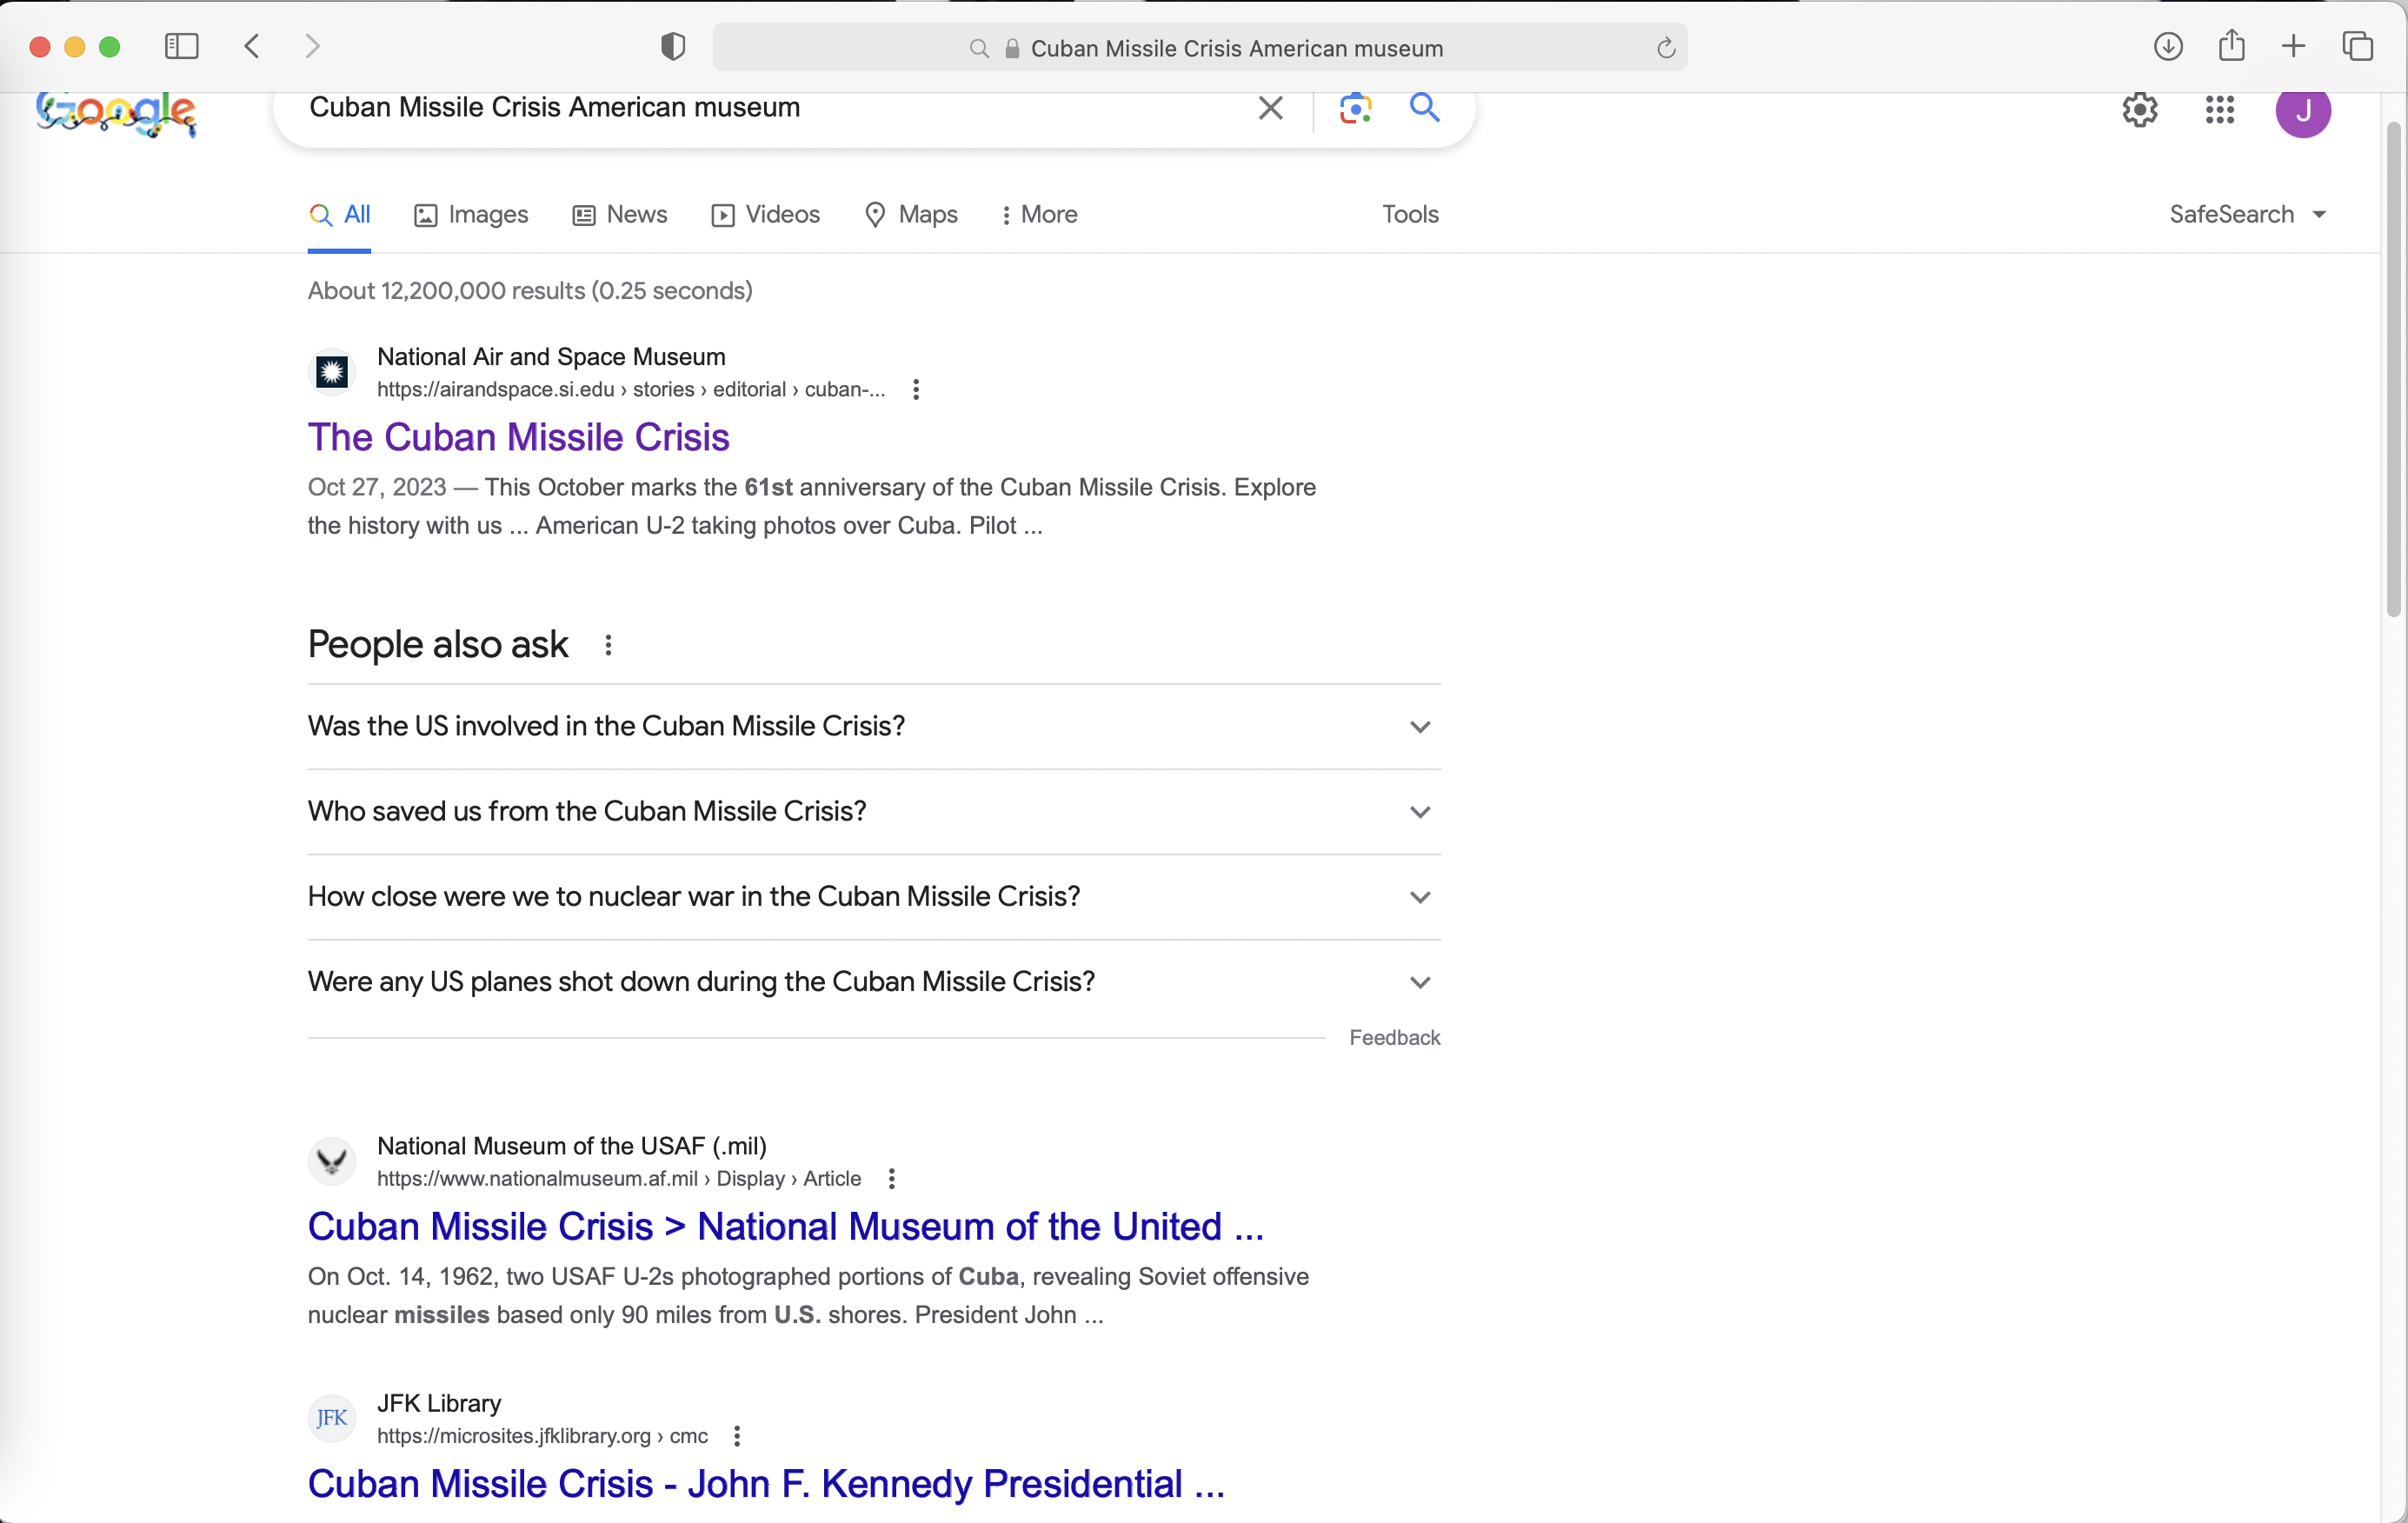 Cuban Missile Crisis American museum
Google
Cuban Missile Crisis American museum
J
All
Images
News
Videos
Maps
More
Tools
SafeSearch
About 12,200,000 results (0.25 seconds)
National Air and Space Museum
https://airandspace.si.edu › stories › editorial › cuban-...
The Cuban Missile Crisis
Oct 27, 2023 — This October marks the 61st anniversary of the Cuban Missile Crisis. Explore
the history with us ... American U-2 taking photos over Cuba. Pilot ...
People also ask
Was the US involved in the Cuban Missile Crisis?
Who saved us from the Cuban Missile Crisis?
How close were we to nuclear war in the Cuban Missile Crisis?
Were any US planes shot down during the Cuban Missile Crisis?
Feedback
National Museum of the USAF (.mil)
https://www.nationalmuseum.af.mil › Display › Article
Cuban Missile Crisis > National Museum of the United ...
On Oct. 14, 1962, two USAF U-2s photographed portions of Cuba, revealing Soviet offensive
nuclear missiles based only 90 miles from U.S. shores. President John ...
JFK
JFK Library
https://microsites.jfklibrary.org › cmc
Cuban Missile Crisis - John F. Kennedy Presidential ...